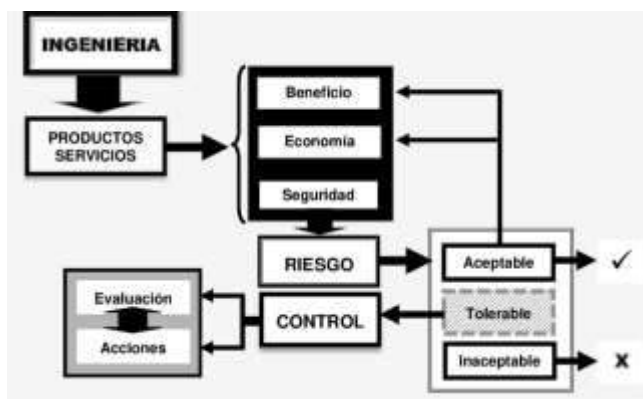 INGENIERIA
PRODUCTOS
SERVICIOS
Beneficio
Economía
Seguridad
RIESGO
Aceptable
✓
Evaluación
Acciones
CONTROL
Tolerable
Inaceptable
X